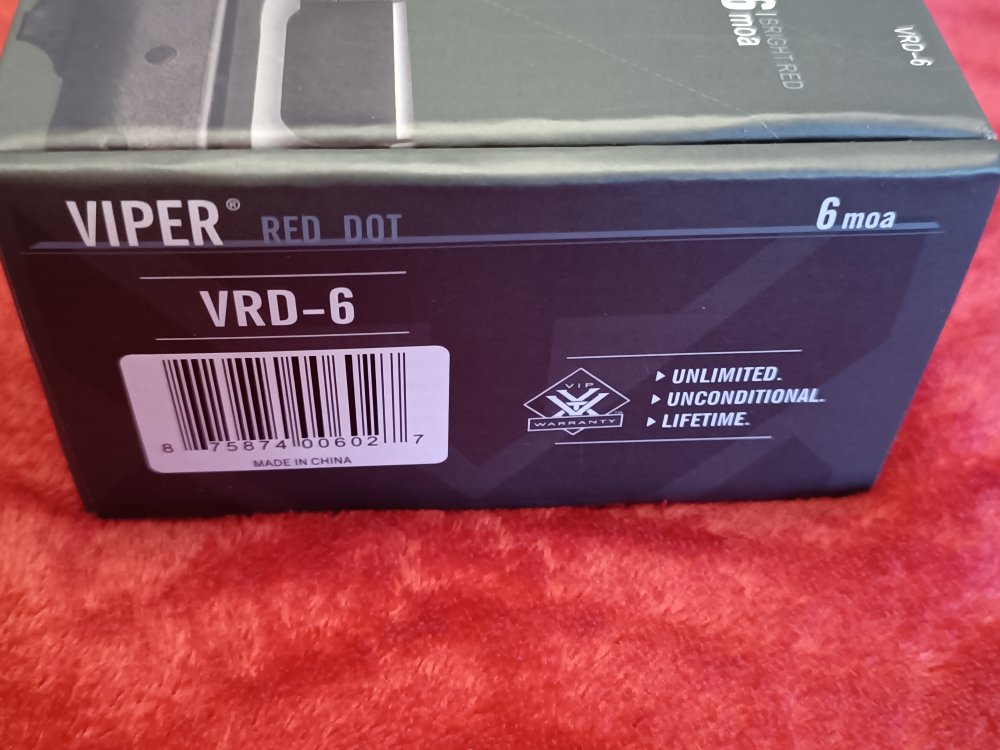 6 | BRIGHT RED
moa
VRD-6
VIPER® RED DOT
6 moa
VRD-6
8 75874 00602 7
MADE IN CHINA
VIP
WARRANTY™
UNLIMITED.
UNCONDITIONAL.
LIFETIME.